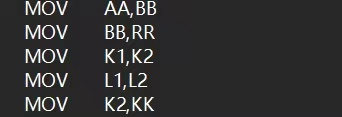 MOV AA,BB
MOV BB,RR
MOV K1,K2
MOV L1,L2
MOV K2,KK